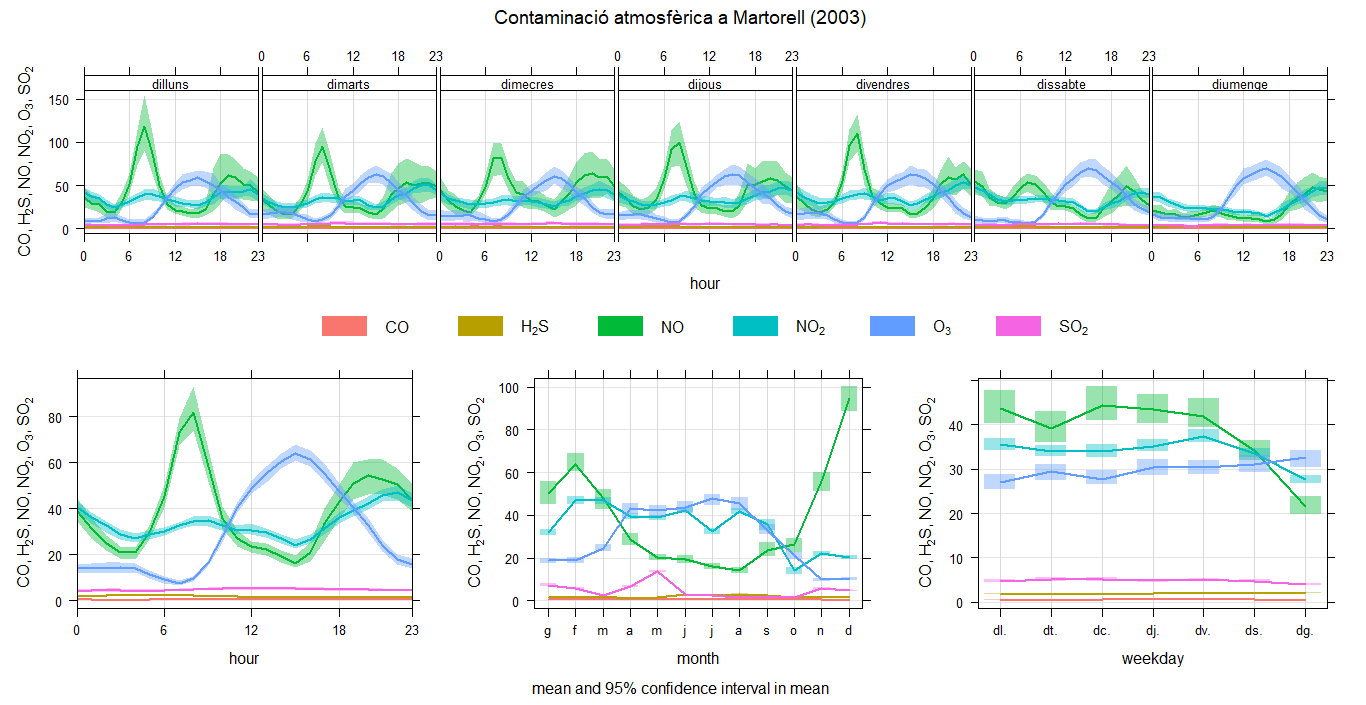 Contaminació atmosfèrica a Martorell (2003)
0 6 12 18 23 0 6 12 18 23 0 6 12 18 23
dilluns dimarts dimecres dijous divendres dissabte diumenge
CO, H₂S, NO, NO₂, O₃, SO₂
150
100
50
0
0 6 12 18 23 0 6 12 18 23 0 6 12 18 23 0 6 12 18 23
hour
CO H₂S NO NO₂ O₃ SO₂
CO, H₂S, NO, NO₂, O₃, SO₂
80
60
40
20
0
0 6 12 18 23
hour
CO, H₂S, NO, NO₂, O₃, SO₂
100
80
60
40
20
0
g f m a m j j a s o n d
month
CO, H₂S, NO, NO₂, O₃, SO₂
40
30
20
10
0
dl. dt. dc. dj. dv. ds. dg.
weekday
mean and 95% confidence interval in mean